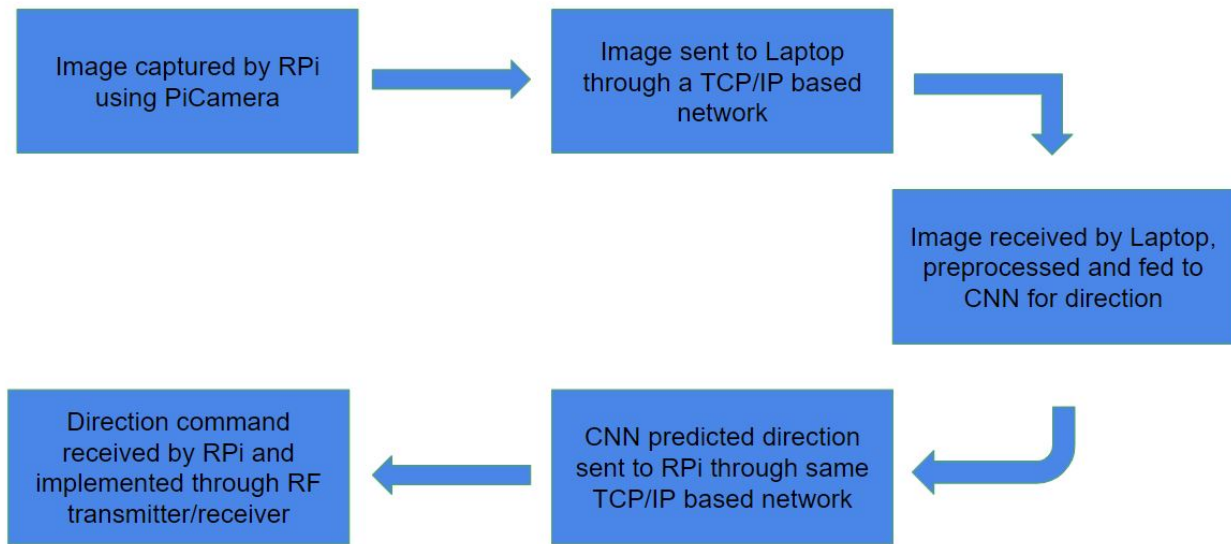 Image captured by RPi
using PiCamera
Image sent to Laptop
through a TCP/IP based
network
Image received by Laptop,
preprocessed and fed to
CNN for direction
CNN predicted direction
sent to RPi through same
TCP/IP based network
Direction command
received by RPi and
implemented through RF
transmitter/receiver